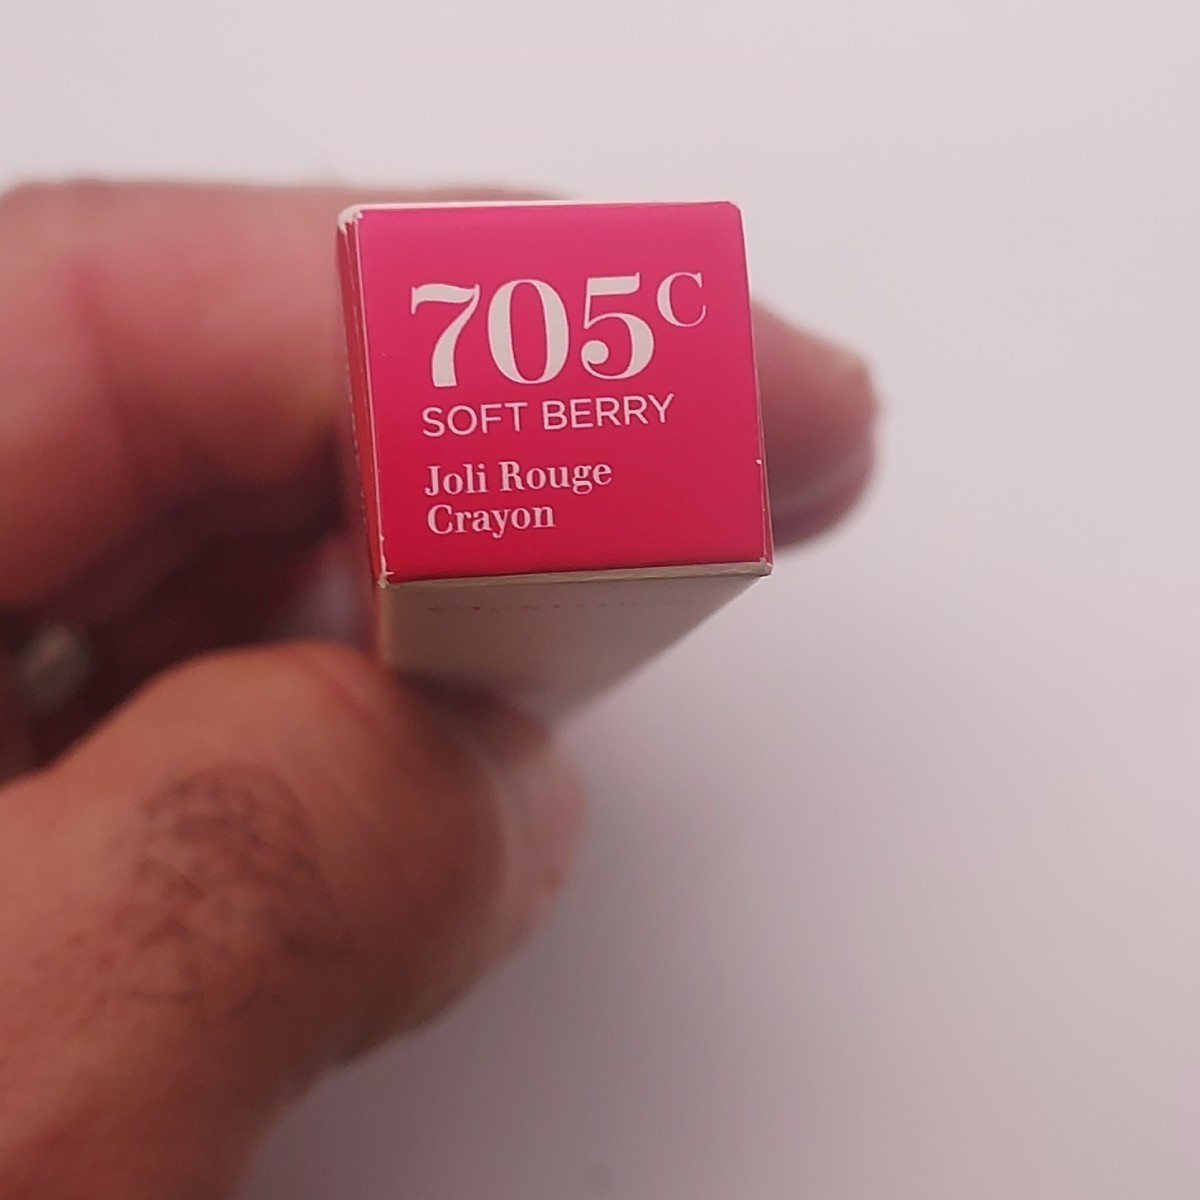 705C
SOFT BERRY
Joli Rouge
Crayon